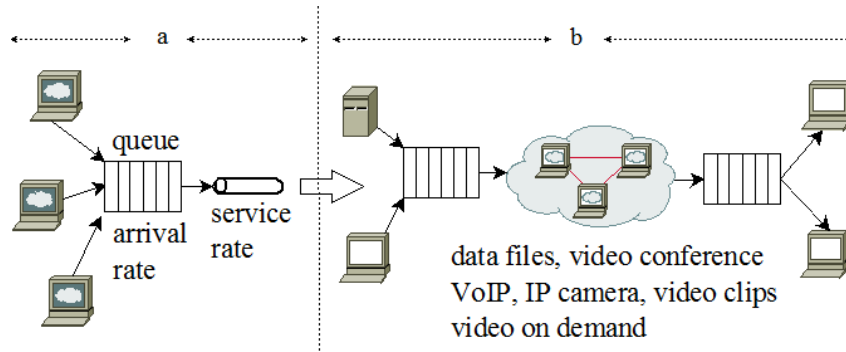 a
b
queue
arrival
rate
service
rate
data files, video conference
VoIP, IP camera, video clips
video on demand